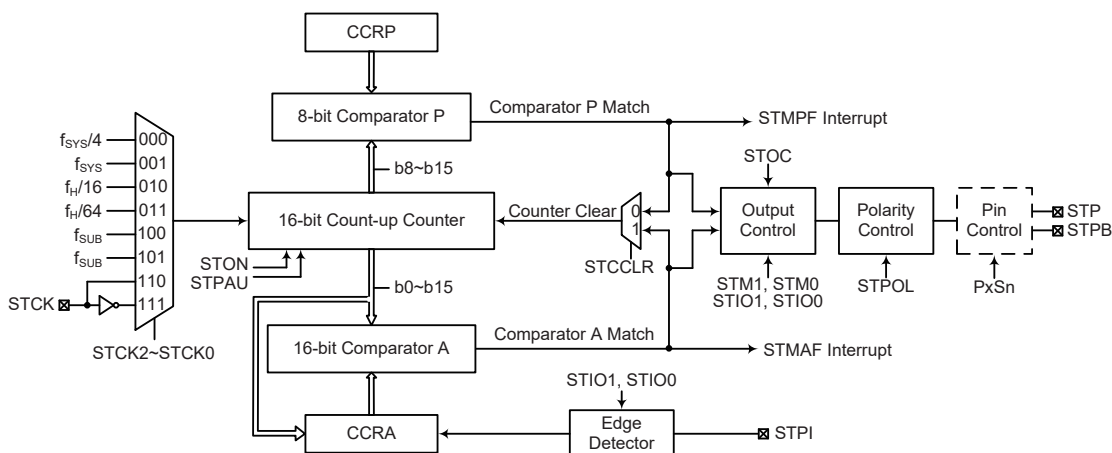 CCRP
8-bit Comparator P
Comparator P Match
STMPF Interrupt
b8~b15
fSYS/4
000
fSYS
001
fH/16
010
fH/64
011
fSUB
100
fSUB
101
110
111
STCK
STCK2~STCK0
16-bit Count-up Counter
Counter Clear
0
1
STCCLR
STON
STPAU
b0~b15
STOC
Output
Control
STM1, STM0
STIO1, STIO0
Polarity
Control
STPOL
Pin
Control
PxSn
STP
STPB
16-bit Comparator A
Comparator A Match
STMAF Interrupt
CCRA
STIO1, STIO0
Edge
Detector
STPI